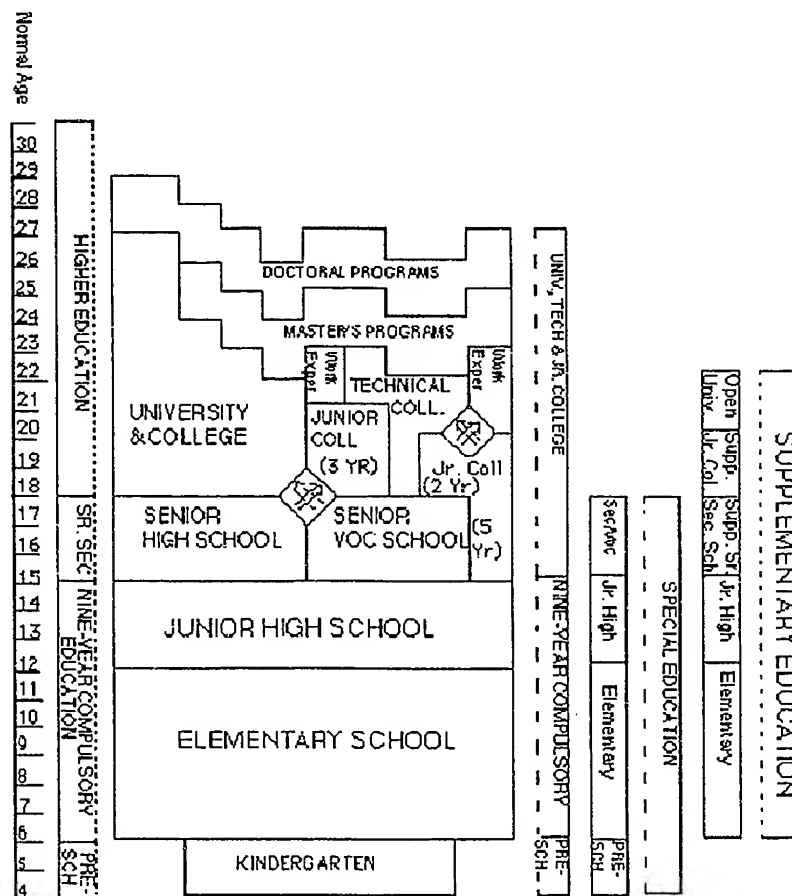 Normal Age
30
29
28
27
26
25
24
23
22
21
20
19
18
17
16
15
14
13
12
11
10
9
8
7
6
5
4
HIGHER EDUCATION
SR. SEC
NINE-YEAR COMPULSORY
EDUCATION
PRE-
SCH
DOCTORAL PROGRAMS
MASTER'S PROGRAMS
Work
Exper
Work
Exper
TECHNICAL
COLL.
UNIVERSITY
& COLLEGE
JUNIOR
COLL
(3 YR)
Jr. Coll
(2 Yr)
SENIOR
HIGH SCHOOL
SENIOR
VOC SCHOOL
(5
Yr)
JUNIOR HIGH SCHOOL
ELEMENTARY SCHOOL
KINDERGARTEN
UNIV, TECH & JR. COLLEGE
NINE-YEAR COMPULSORY
PRE-
SCH
Sec/Voc
Jr. High
Elementary
PRE-
SCH
SPECIAL EDUCATION
Open
Univ.
Supp.
Jr. Col.
Supp. Sr.
Sec. Sch
Jr. High
Elementary
SUPPLEMENTARY EDUCATION